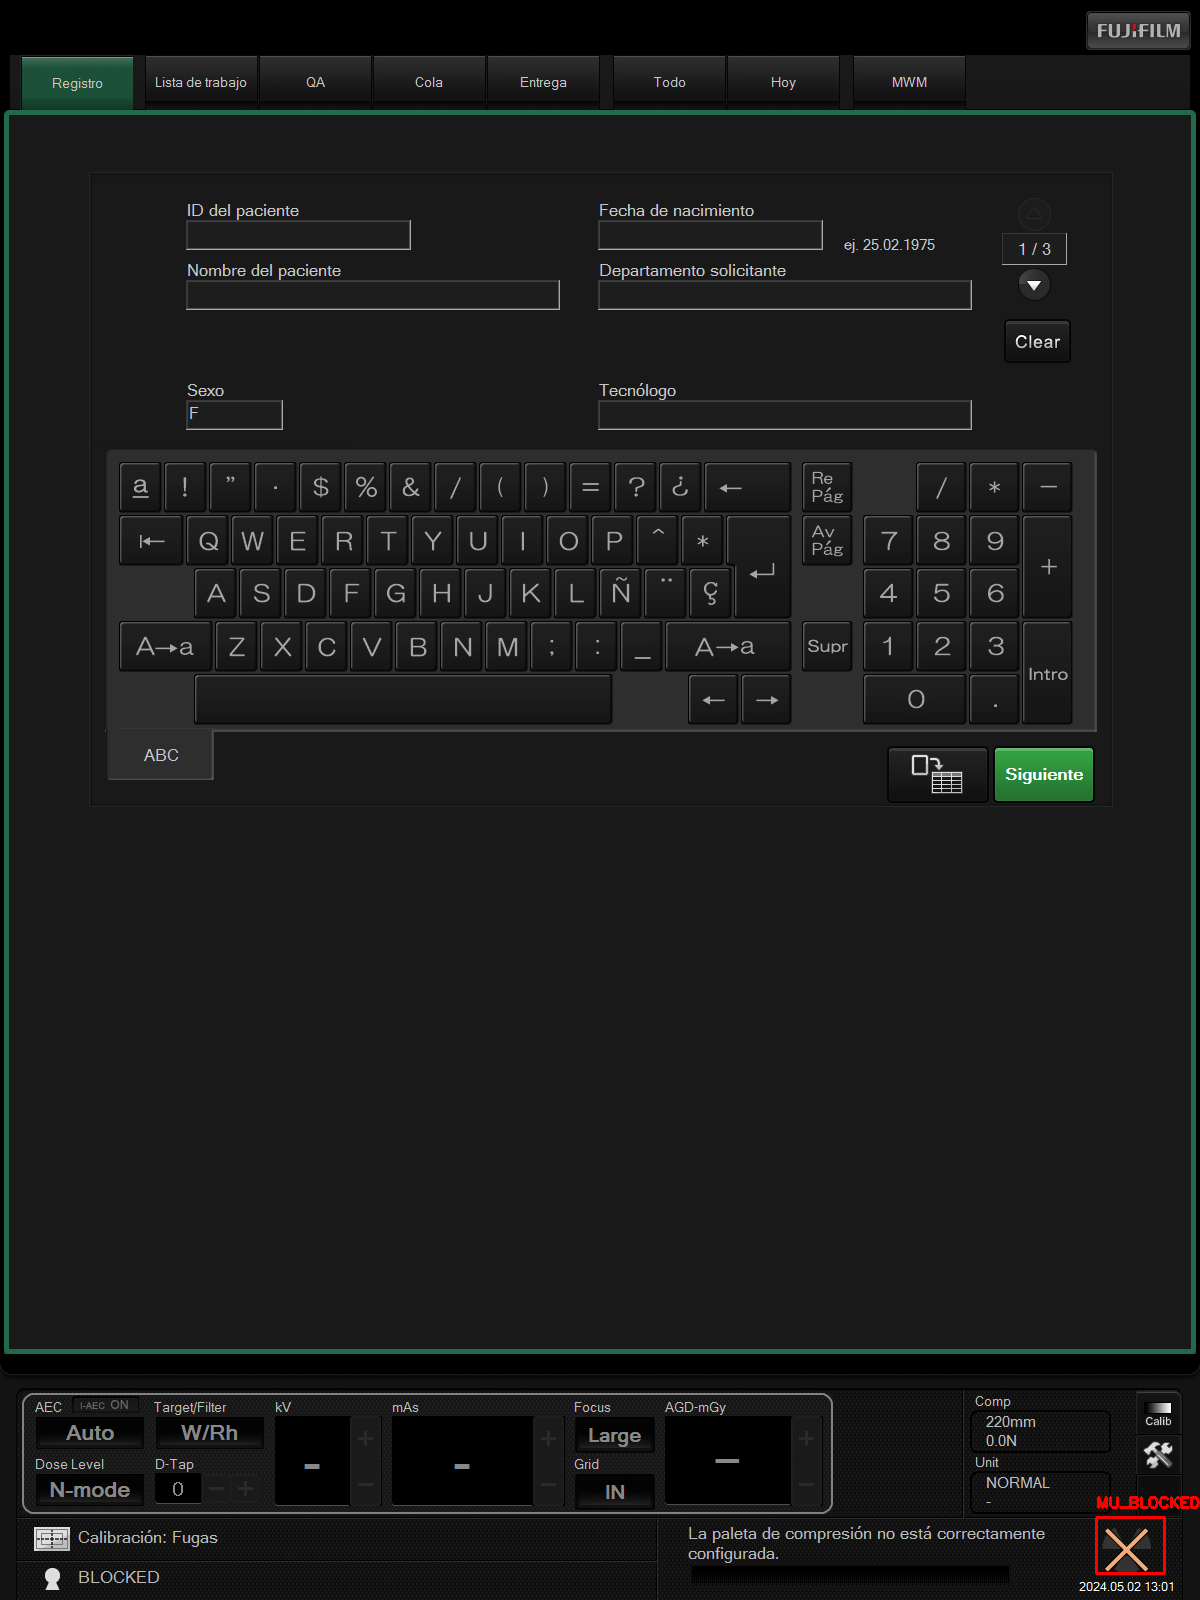 FUJIFILM
Registro
Lista de trabajo
QA
Cola
Entrega
Todo
Hoy
MWM
ID del paciente
Fecha de nacimiento
ej. 25.02.1975
1 / 3
Nombre del paciente
Departamento solicitante
Clear
Sexo
Tecnólogo
F
a ! ” · $ % & / ( ) = ? ¿ ← Re Pág / * −
⇤ Q W E R T Y U I O P ^ * Av Pág 7 8 9 +
A S D F G H J K L Ñ ¨ Ç ↵ 4 5 6
A→a Z X C V B N M ; : _ A→a Supr 1 2 3 Intro
← → 0 .
ABC
Siguiente
AEC I-AEC ON Target/Filter kV mAs Focus AGD-mGy
Auto W/Rh Large
Dose Level D-Tap Grid
N-mode 0 − + IN
Comp
220mm
0.0N
Unit
NORMAL
-
Calib
MU_BLOCKED
Calibración: Fugas
La paleta de compresión no está correctamente
configurada.
BLOCKED
2024.05.02 13:01